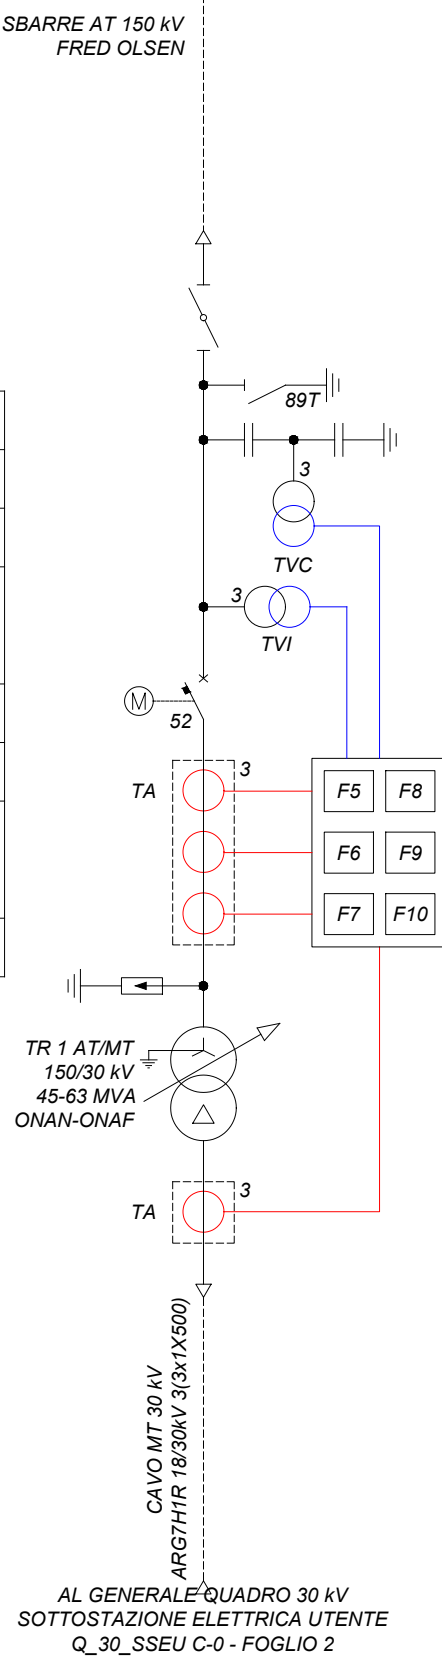 SBARRE AT 150 kV
FRED OLSEN
89T
3
TVC
3
TVI
M
52
3
TA
F5
F8
F6
F9
F7
F10
TR 1 AT/MT
150/30 kV
45-63 MVA
ONAN-ONAF
3
TA
CAVO MT 30 kV
ARG7H1R 18/30kV 3(3x1X500)
AL GENERALE QUADRO 30 kV
SOTTOSTAZIONE ELETTRICA UTENTE
Q_30_SSEU C-0 - FOGLIO 2